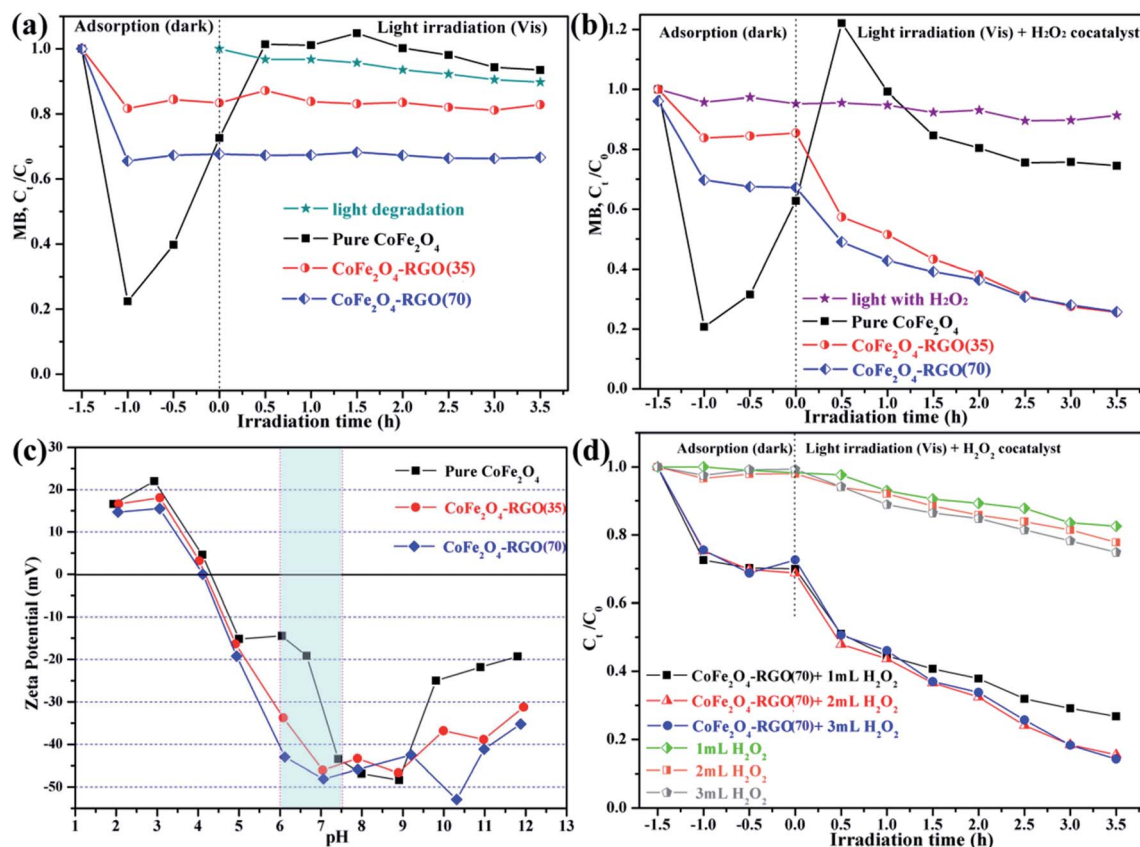 (a)
Adsorption (dark)
Light irradiation (Vis)
1.0
0.8
0.6
0.4
0.2
0.0
MB, Cₜ/C₀
light degradation
Pure CoFe₂O₄
CoFe₂O₄-RGO(35)
CoFe₂O₄-RGO(70)
-1.5 -1.0 -0.5 0.0 0.5 1.0 1.5 2.0 2.5 3.0 3.5
Irradiation time (h)
(b)
Adsorption (dark)
Light irradiation (Vis) + H₂O₂ cocatalyst
1.2
1.0
0.8
0.6
0.4
0.2
0.0
MB, Cₜ/C₀
light with H₂O₂
Pure CoFe₂O₄
CoFe₂O₄-RGO(35)
CoFe₂O₄-RGO(70)
-1.5 -1.0 -0.5 0.0 0.5 1.0 1.5 2.0 2.5 3.0 3.5
Irradiation time (h)
(c)
30
20
10
0
-10
-20
-30
-40
-50
Zeta Potential (mv)
Pure CoFe₂O₄
CoFe₂O₄-RGO(35)
CoFe₂O₄-RGO(70)
1 2 3 4 5 6 7 8 9 10 11 12 13
pH
(d)
Adsorption (dark)
Light irradiation (Vis) + H₂O₂ cocatalyst
1.0
0.8
0.6
0.4
0.2
0.0
Cₜ/C₀
CoFe₂O₄-RGO(70)+ 1mL H₂O₂
CoFe₂O₄-RGO(70)+ 2mL H₂O₂
CoFe₂O₄-RGO(70)+ 3mL H₂O₂
1mL H₂O₂
2mL H₂O₂
3mL H₂O₂
-1.5 -1.0 -0.5 0.0 0.5 1.0 1.5 2.0 2.5 3.0 3.5
Irradiation time (h)